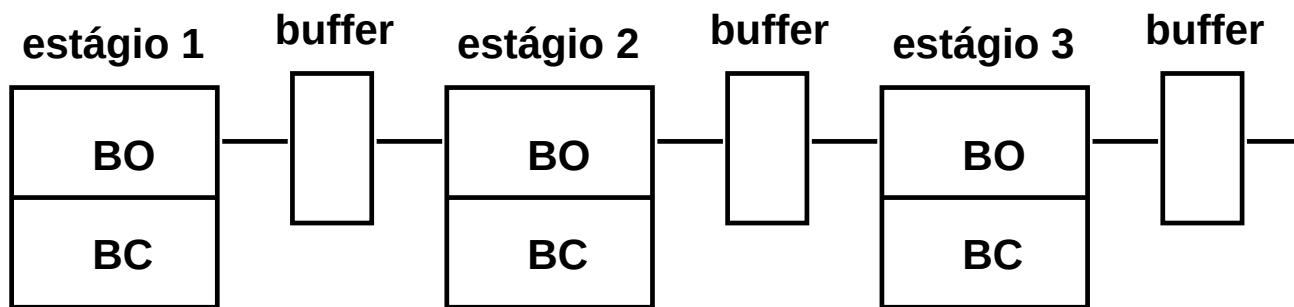 estágio 1
buffer
estágio 2
buffer
estágio 3
buffer
BO
BO
BO
BC
BC
BC